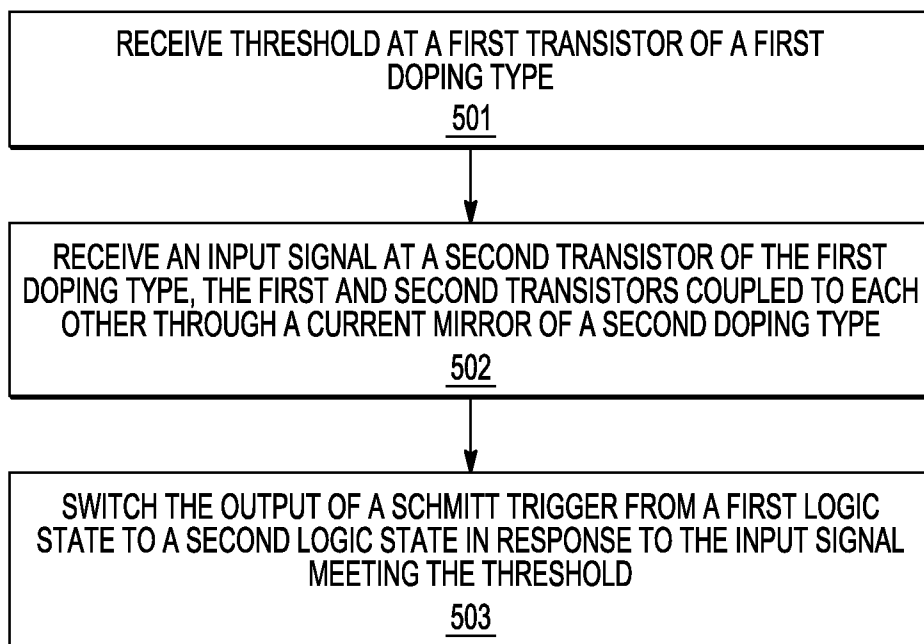 RECEIVE THRESHOLD AT A FIRST TRANSISTOR OF A FIRST
DOPING TYPE
501
RECEIVE AN INPUT SIGNAL AT A SECOND TRANSISTOR OF THE FIRST
DOPING TYPE, THE FIRST AND SECOND TRANSISTORS COUPLED TO EACH
OTHER THROUGH A CURRENT MIRROR OF A SECOND DOPING TYPE
502
SWITCH THE OUTPUT OF A SCHMITT TRIGGER FROM A FIRST LOGIC
STATE TO A SECOND LOGIC STATE IN RESPONSE TO THE INPUT SIGNAL
MEETING THE THRESHOLD
503